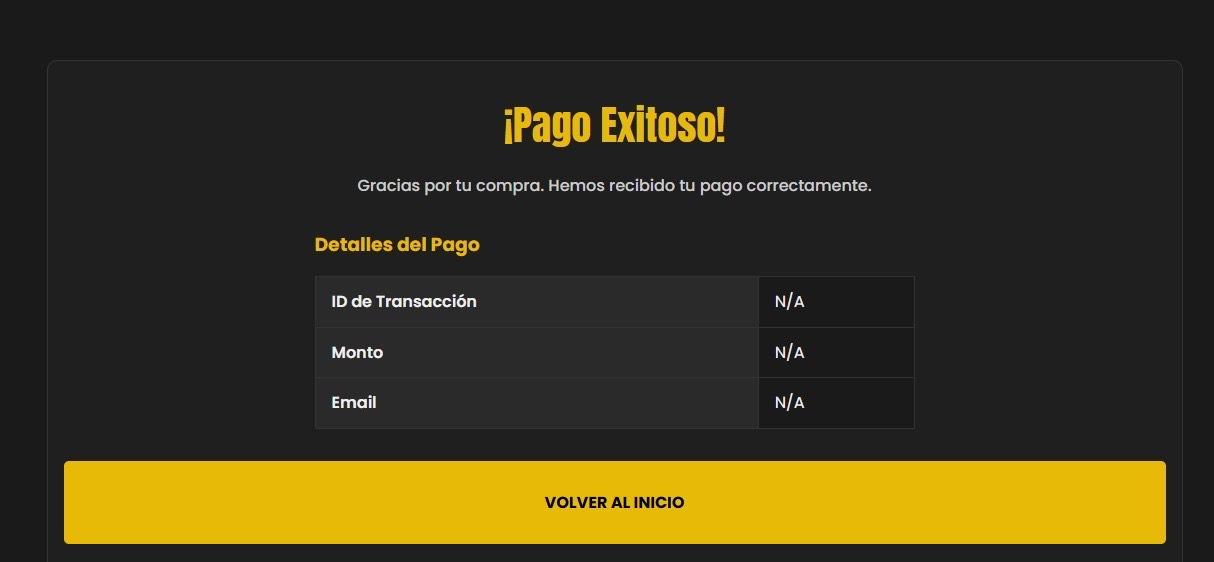 ¡Pago Exitoso!
Gracias por tu compra. Hemos recibido tu pago correctamente.
Detalles del Pago
ID de Transacción N/A
Monto N/A
Email N/A
VOLVER AL INICIO